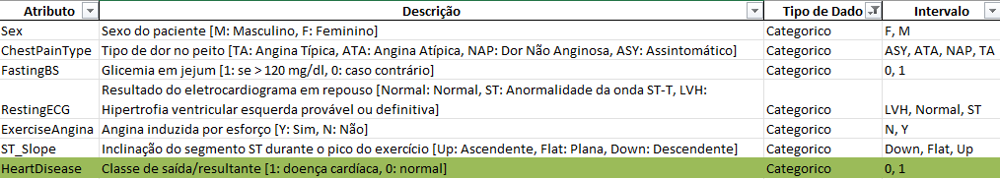 Atributo Descrição Tipo de Dado Intervalo
Sex Sexo do paciente [M: Masculino, F: Feminino] Categorico F, M
ChestPainType Tipo de dor no peito [TA: Angina Típica, ATA: Angina Atípica, NAP: Dor Não Anginosa, ASY: Assintomático] Categorico ASY, ATA, NAP, TA
FastingBS Glicemia em jejum [1: se > 120 mg/dl, 0: caso contrário] Categorico 0, 1
Resultado do eletrocardiograma em repouso [Normal: Normal, ST: Anormalidade da onda ST-T, LVH:
RestingECG Hipertrofia ventricular esquerda provável ou definitiva] Categorico LVH, Normal, ST
ExerciseAngina Angina induzida por esforço [Y: Sim, N: Não] Categorico N, Y
ST_Slope Inclinação do segmento ST durante o pico do exercício [Up: Ascendente, Flat: Plana, Down: Descendente] Categorico Down, Flat, Up
HeartDisease Classe de saída/resultante [1: doença cardíaca, 0: normal] Categorico 0, 1